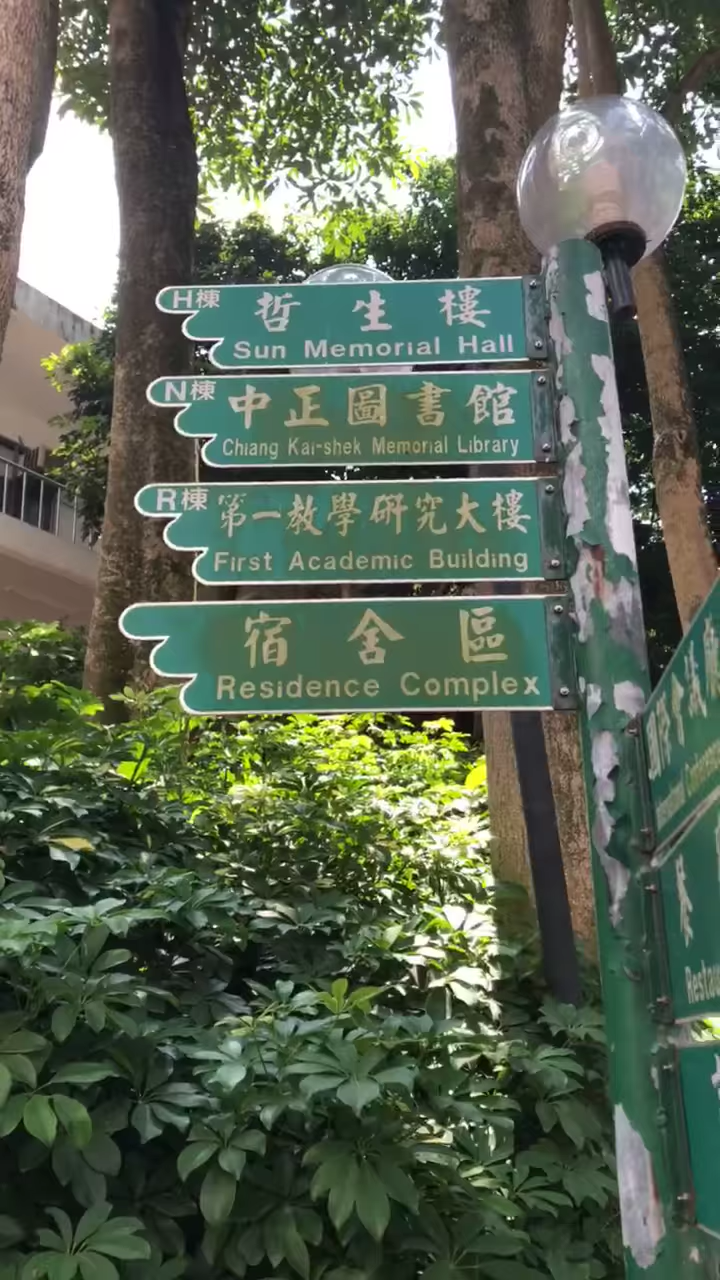 H棟
哲生樓
Sun Memorial Hall
N棟
中正圖書館
Chiang Kai-shek Memorial Library
R棟
第一教學研究大樓
First Academic Building
宿舍區
Residence Complex